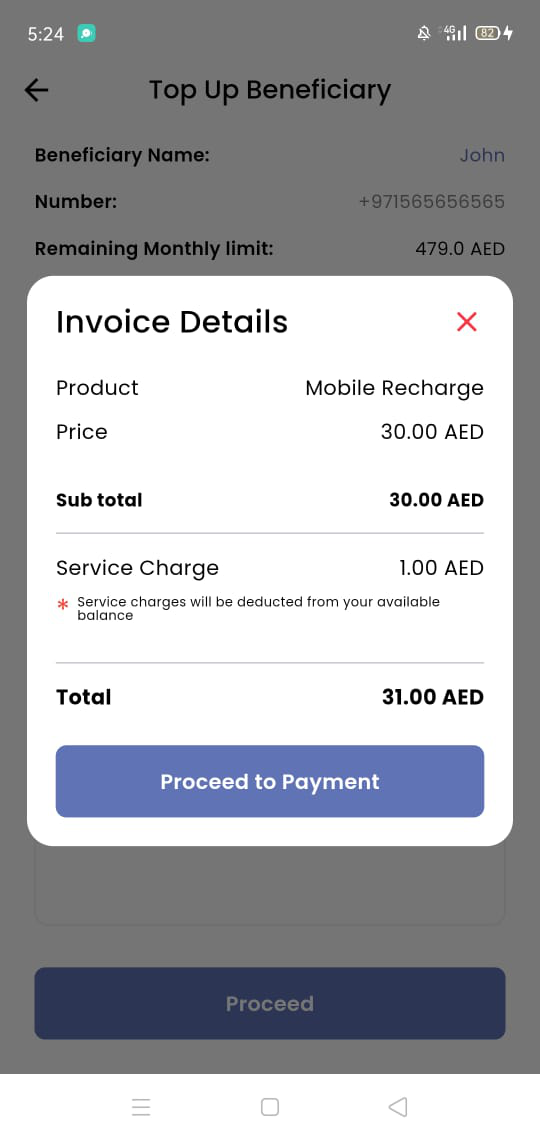 5:24 4G 82
Top Up Beneficiary
Beneficiary Name: John
Number: +971565656565
Remaining Monthly limit: 479.0 AED
Invoice Details
Product Mobile Recharge
Price 30.00 AED
Sub total 30.00 AED
Service Charge 1.00 AED
* Service charges will be deducted from your available
balance
Total 31.00 AED
Proceed to Payment
Proceed